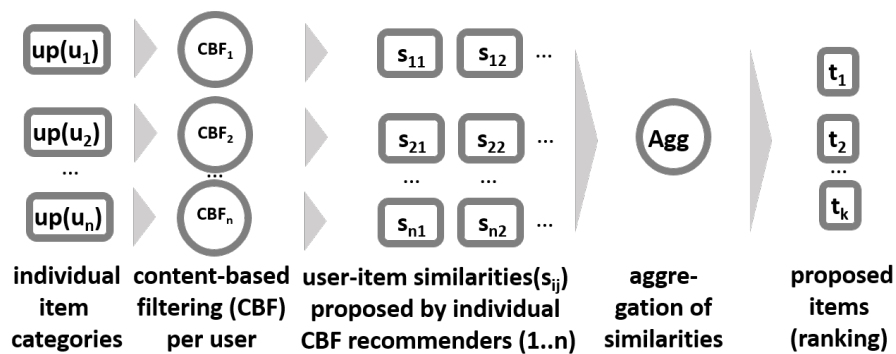 up(u1) CBF1 s11 s12 ... t1
up(u2) CBF2 s21 s22 ... Agg t2
... ... ... ... ...
up(un) CBFn sn1 sn2 ... tk
individual content-based user-item similarities(sij) aggre- proposed
item filtering (CBF) proposed by individual gation of items
categories per user CBF recommenders (1..n) similarities (ranking)